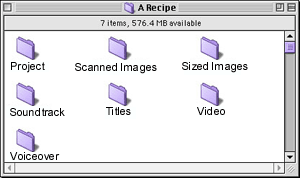 A Recipe
7 items, 576.4 MB available
Project Scanned Images Sized Images
Soundtrack Titles Video
Voiceover